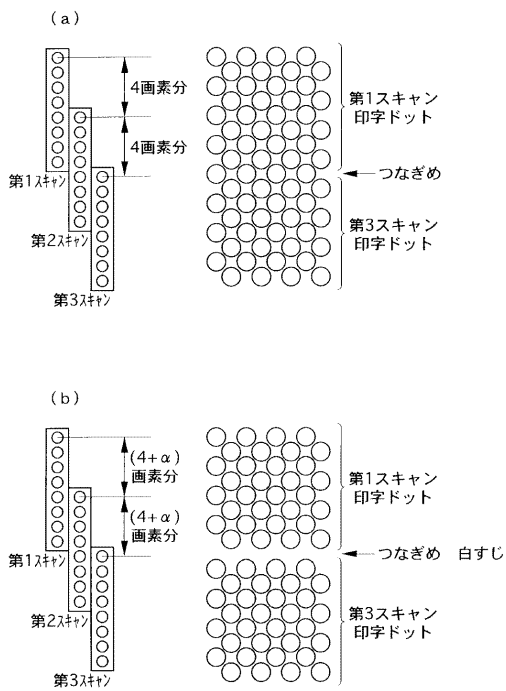 (a)
4画素分
4画素分
第1スキャン
第2スキャン
第3スキャン
第1スキャン
印字ドット
つなぎめ
第3スキャン
印字ドット
(b)
(4+α)
画素分
(4+α)
画素分
第1スキャン
第2スキャン
第3スキャン
第1スキャン
印字ドット
つなぎめ 白すじ
第3スキャン
印字ドット